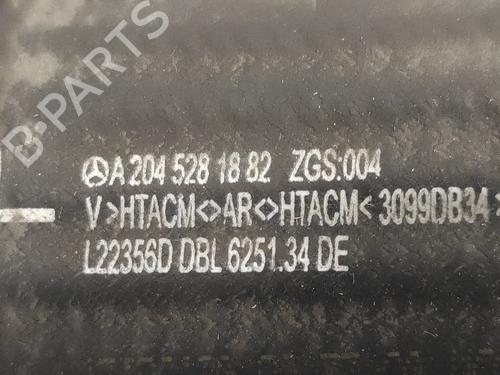 A 204 528 18 82 ZGS:004
V>HTACM<>AR<>HTACM< 3099DB34 >
L22356D DBL 6251.34 DE
B-PARTS